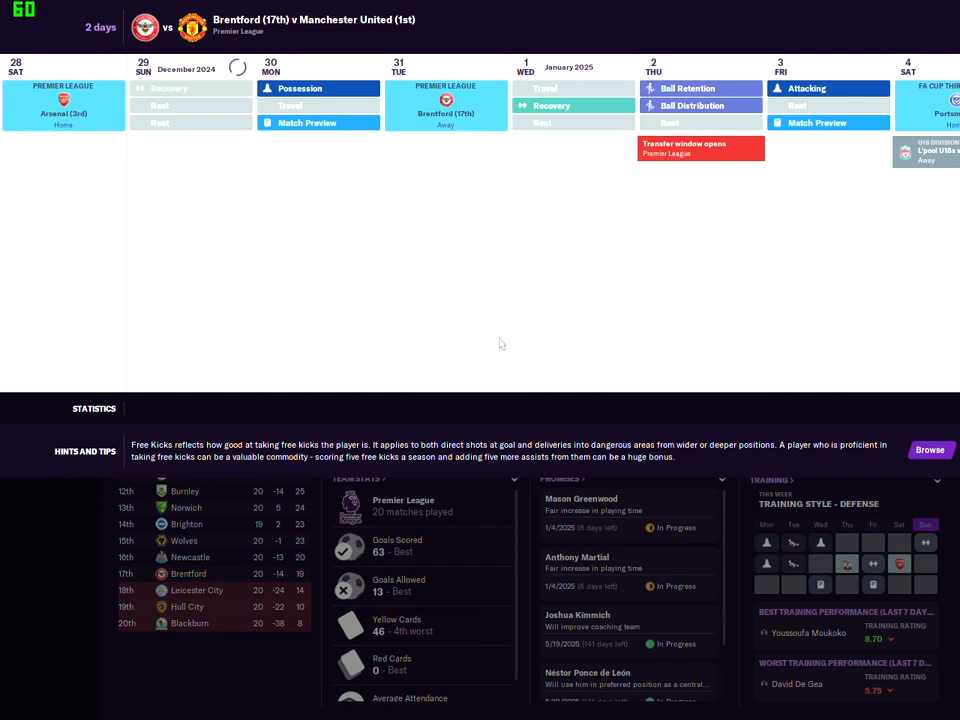 60
2 days
vs
Brentford (17th) v Manchester United (1st)
Premier League
28
SAT
29
SUN
December 2024
30
MON
31
TUE
1
WED
January 2025
2
THU
3
FRI
4
SAT
PREMIER LEAGUE
Arsenal (3rd)
Home
Recovery
Rest
Rest
Possession
Travel
Match Preview
PREMIER LEAGUE
Brentford (17th)
Away
Travel
Recovery
Rest
Ball Retention
Ball Distribution
Rest
Attacking
Rest
Match Preview
FA CUP THIR
Portsm
Hom
Transfer window opens
Premier League
U18 DIVISION
L'pool U18s v
Away
STATISTICS
HINTS AND TIPS
Free Kicks reflects how good at taking free kicks the player is. It applies to both direct shots at goal and deliveries into dangerous areas from wider or deeper positions. A player who is proficient in
taking free kicks can be a valuable commodity - scoring five free kicks a season and adding five more assists from them can be a huge bonus.
Browse
12th Burnley 20 -14 25
13th Norwich 20 5 24
14th Brighton 19 2 23
15th Wolves 20 -1 23
16th Newcastle 20 -13 20
17th Brentford 20 -14 19
18th Leicester City 20 -24 14
19th Hull City 20 -22 10
20th Blackburn 20 -38 8
TEAM STATS
Premier League
20 matches played
Goals Scored
63 - Best
Goals Allowed
13 - Best
Yellow Cards
46 - 4th worst
Red Cards
0 - Best
Average Attendance
PROMISES
Mason Greenwood
Fair increase in playing time
1/4/2025 (6 days left) In Progress
Anthony Martial
Fair increase in playing time
1/4/2025 (6 days left) In Progress
Joshua Kimmich
Will improve coaching team
5/19/2025 (141 days left) In Progress
Néstor Ponce de León
Will use him in preferred position as a central...
(141 days left) In Progress
TRAINING
THIS WEEK
TRAINING STYLE - DEFENSE
Mon Tue Wed Thu Fri Sat Sun
BEST TRAINING PERFORMANCE (LAST 7 DAY...
Youssoufa Moukoko
TRAINING RATING
8.70
WORST TRAINING PERFORMANCE (LAST 7 D...
David De Gea
TRAINING RATING
5.75